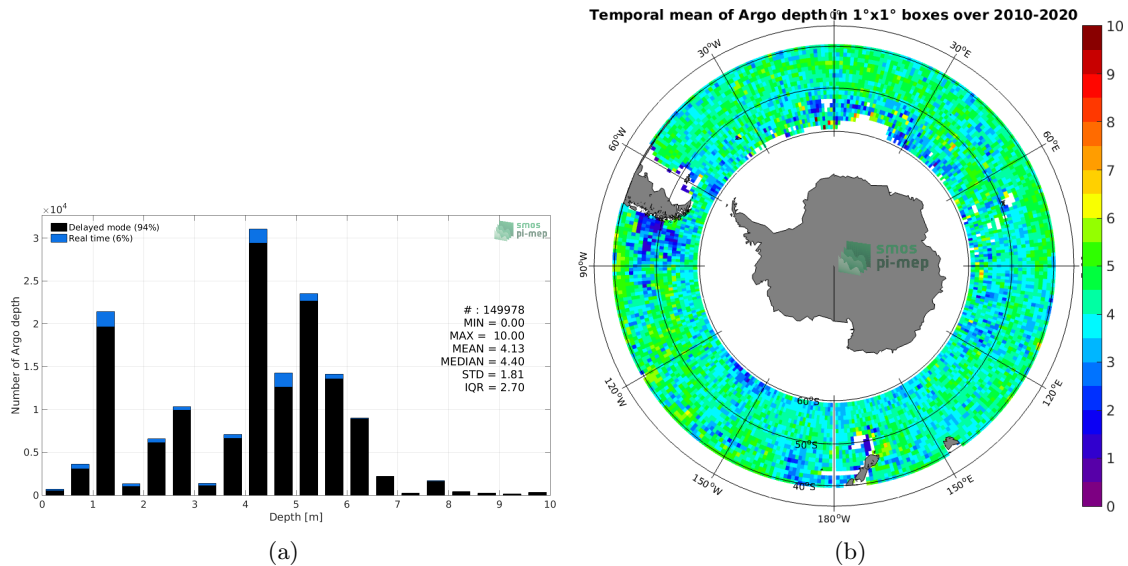 ×10⁴
Delayed mode (94%)
Real time (6%)
smos
pi-mep
3
2.5
2
1.5
1
0.5
0
# : 149978
MIN = 0.00
MAX = 10.00
MEAN = 4.13
MEDIAN = 4.40
STD = 1.81
IQR = 2.70
Number of Argo depth
0 1 2 3 4 5 6 7 8 9 10
Depth [m]
(a)
Temporal mean of Argo depth in 1°x1° boxes over 2010-2020
0°
30°W
30°E
60°W
60°E
90°W
120°W
120°E
150°W
150°E
180°W
60°S
50°S
40°S
smos
pi-mep
10
9
8
7
6
5
4
3
2
1
0
(b)